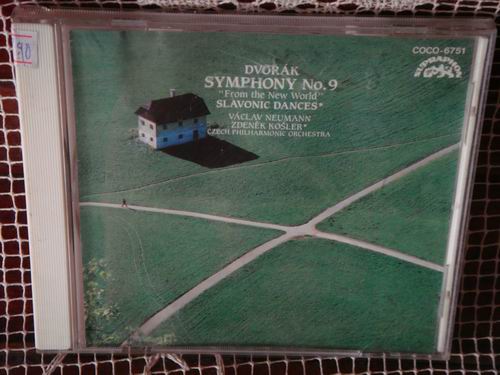 COCO-6751
SUPRAPHON
DVOŘÁK
SYMPHONY No.9
"From the New World"
SLAVONIC DANCES*
VÁCLAV NEUMANN
ZDENĚK KOŠLER*
CZECH PHILHARMONIC ORCHESTRA